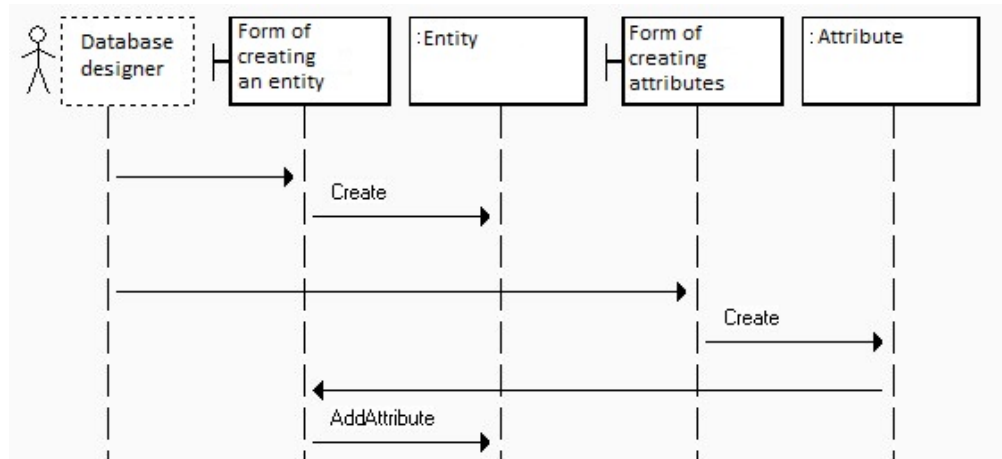 Database
designer
Form of
creating
an entity
:Entity
Form of
creating
attributes
:Attribute
Create
Create
AddAttribute